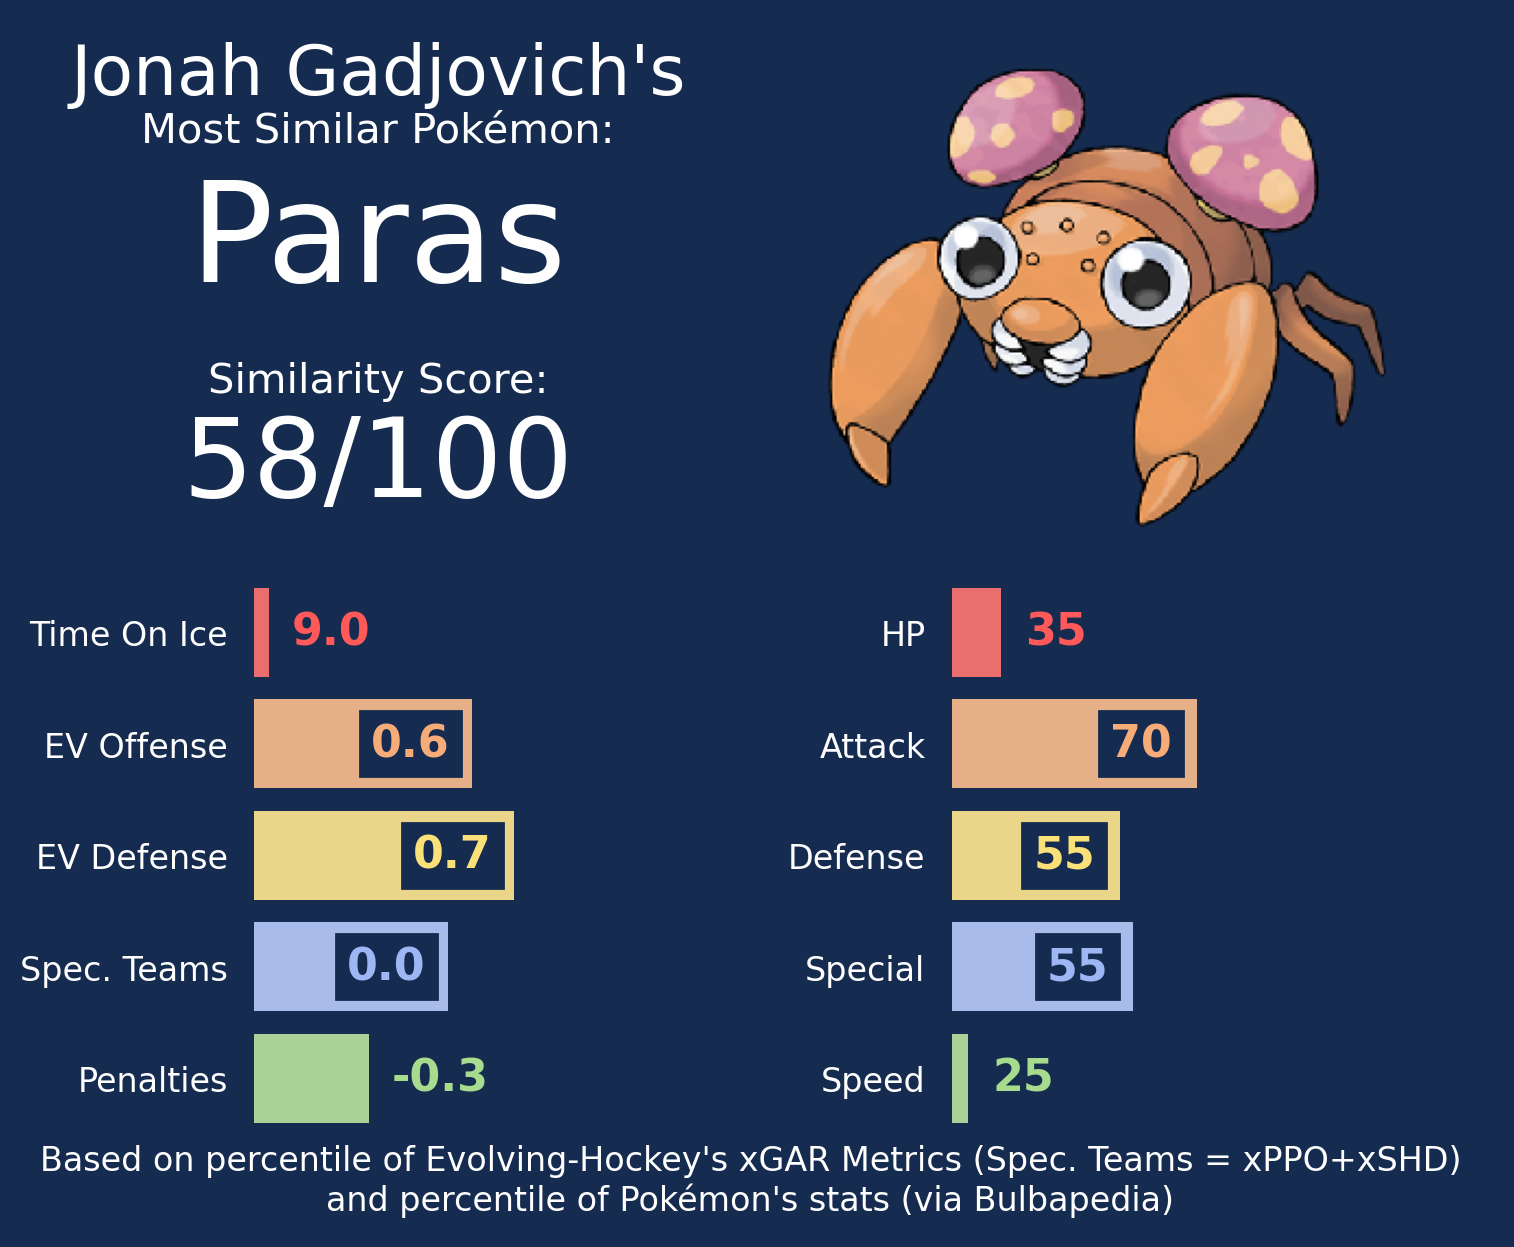 Jonah Gadjovich's
Most Similar Pokémon:
Paras
Similarity Score:
58/100
Time On Ice 9.0
EV Offense 0.6
EV Defense 0.7
Spec. Teams 0.0
Penalties -0.3
HP 35
Attack 70
Defense 55
Special 55
Speed 25
Based on percentile of Evolving-Hockey's xGAR Metrics (Spec. Teams = xPPO+xSHD)
and percentile of Pokémon's stats (via Bulbapedia)